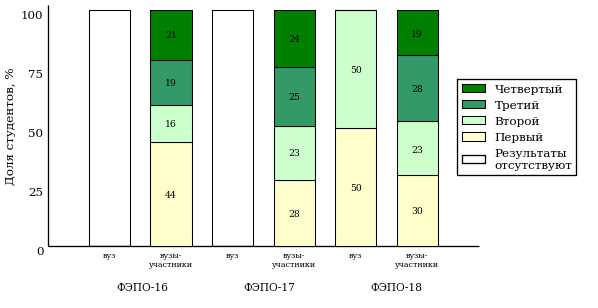 Доля студентов, %
100
75
50
25
0
21
19
16
44
24
25
23
28
50
50
19
28
23
30
вуз
вузы-
участники
вуз
вузы-
участники
вуз
вузы-
участники
ФЭПО-16
ФЭПО-17
ФЭПО-18
Четвертый
Третий
Второй
Первый
Результаты
отсутствуют